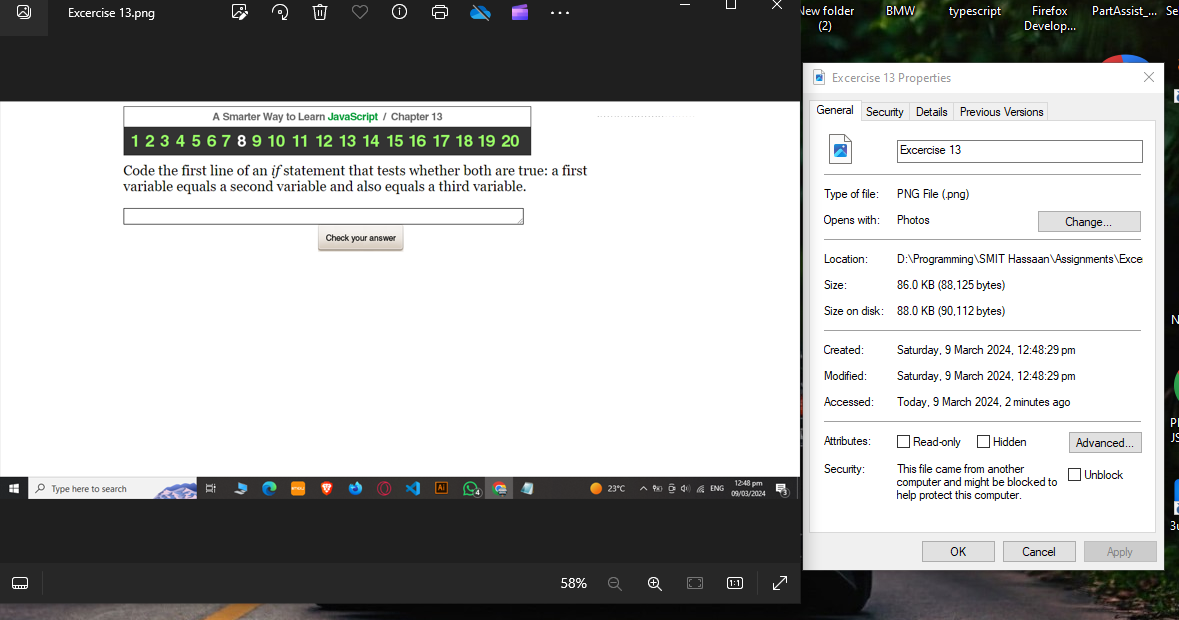 Excercise 13.png
A Smarter Way to Learn JavaScript / Chapter 13
1 2 3 4 5 6 7 8 9 10 11 12 13 14 15 16 17 18 19 20
Code the first line of an if statement that tests whether both are true: a first
variable equals a second variable and also equals a third variable.
Check your answer
Type here to search
Ai
4
23°C
ENG
12:48 pm
09/03/2024
3
58%
1:1
New folder
(2)
BMW
typescript
Firefox
Develop...
PartAssist_...
Se
Excercise 13 Properties
General
Security
Details
Previous Versions
Excercise 13
Type of file:
PNG File (.png)
Opens with:
Photos
Change...
Location:
D:\Programming\SMIT Hassaan\Assignments\Exce
Size:
86.0 KB (88,125 bytes)
Size on disk:
88.0 KB (90,112 bytes)
Created:
Saturday, 9 March 2024, 12:48:29 pm
Modified:
Saturday, 9 March 2024, 12:48:29 pm
Accessed:
Today, 9 March 2024, 2 minutes ago
Attributes:
Read-only
Hidden
Advanced...
Security:
This file came from another
computer and might be blocked to
help protect this computer.
Unblock
OK
Cancel
Apply